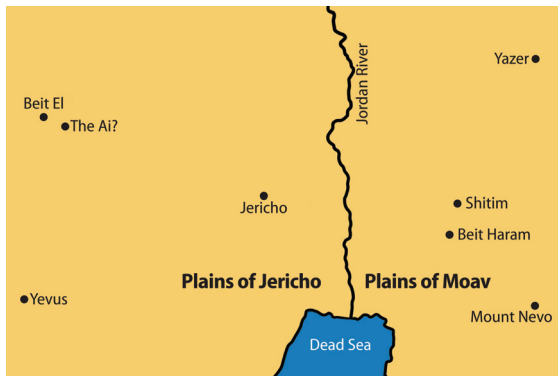 Yazer
Jordan River
Beit El
The Ai?
Jericho
Shitim
Beit Haram
Plains of Jericho
Plains of Moav
Yevus
Mount Nevo
Dead Sea